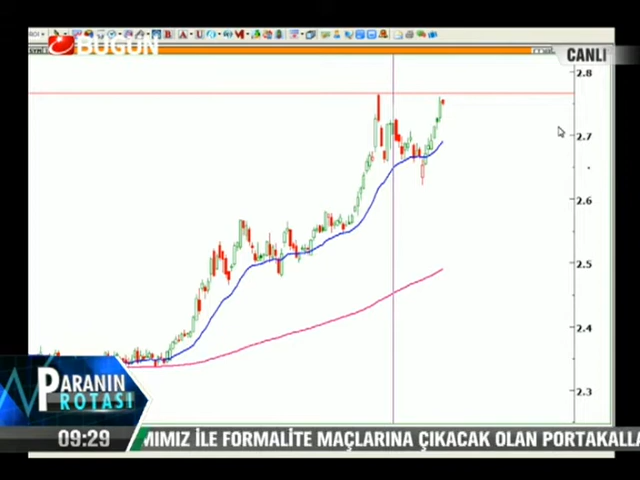 BUGÜN
CANLI
2.8
2.7
2.6
2.5
2.4
2.3
PARANIN
ROTASI
09:29
MIMIZ İLE FORMALİTE MAÇLARINA ÇIKACAK OLAN PORTAKALLA